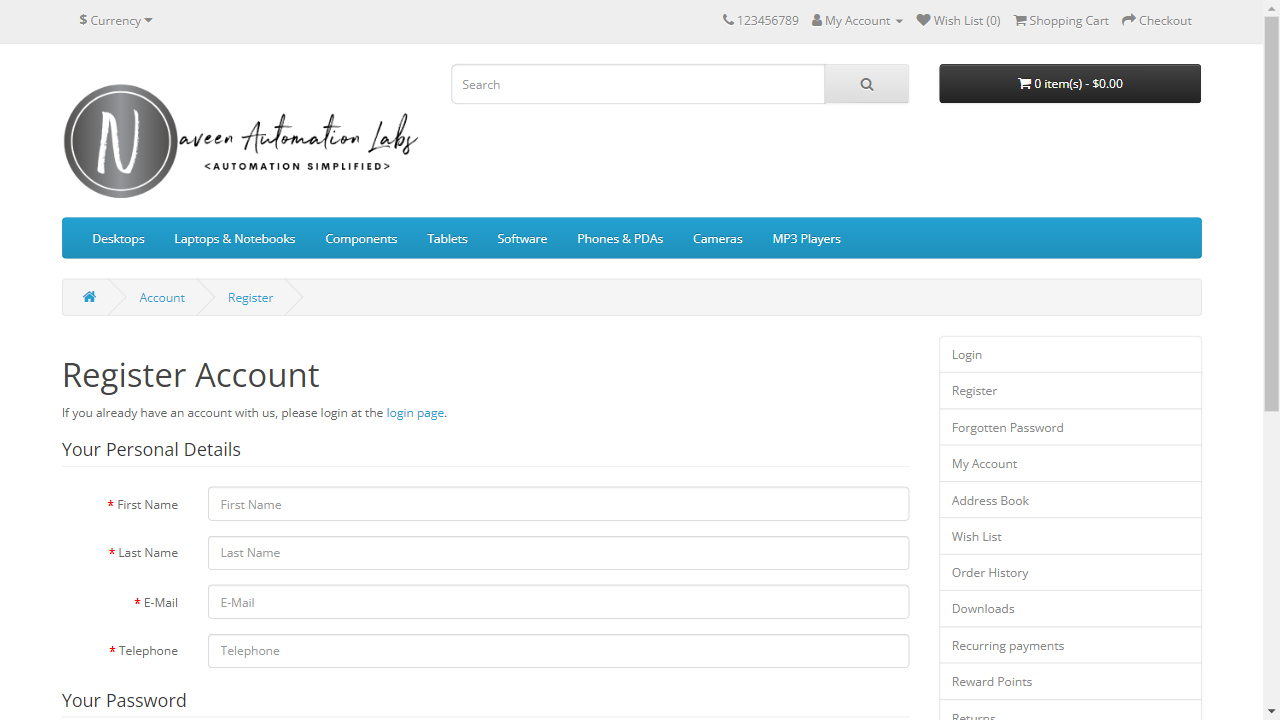 $ Currency
123456789 My Account Wish List (0) Shopping Cart Checkout
Search
0 item(s) - $0.00
N aveen Automation Labs
<AUTOMATION SIMPLIFIED>
Desktops Laptops & Notebooks Components Tablets Software Phones & PDAs Cameras MP3 Players
Account Register
Register Account
If you already have an account with us, please login at the login page.
Your Personal Details
* First Name First Name
* Last Name Last Name
* E-Mail E-Mail
* Telephone Telephone
Your Password
Login
Register
Forgotten Password
My Account
Address Book
Wish List
Order History
Downloads
Recurring payments
Reward Points
Returns